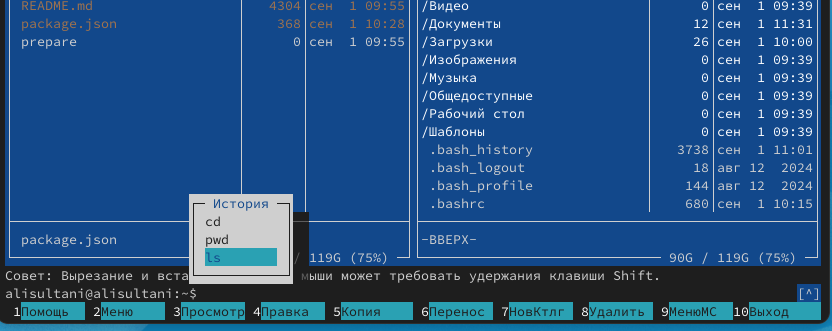 README.md 4304 сен 1 09:55
package.json 368 сен 1 10:28
prepare 0 сен 1 09:55
package.json
/ 119G (75%)
/Видео 0 сен 1 09:39
/Документы 12 сен 1 11:31
/Загрузки 26 сен 1 10:00
/Изображения 0 сен 1 09:39
/Музыка 0 сен 1 09:39
/Общедоступные 0 сен 1 09:39
/Рабочий стол 0 сен 1 09:39
/Шаблоны 0 сен 1 09:39
.bash_history 3738 сен 1 11:01
.bash_logout 18 авг 12 2024
.bash_profile 144 авг 12 2024
.bashrc 680 сен 1 10:15
-ВВЕРХ-
90G / 119G (75%)
История
cd
pwd
ls
Совет: Вырезание и вста мыши может требовать удержания клавиши Shift.
alisultani@alisultani:~$ [^]
1Помощь 2Меню 3Просмотр 4Правка 5Копия 6Перенос 7НовКтлг 8Удалить 9МенюМС 10Выход